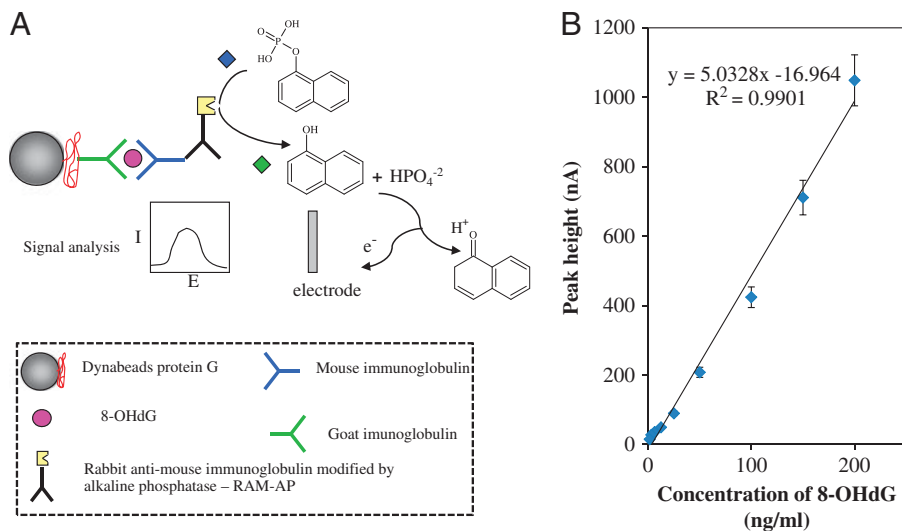 A
O
OH
P
HO
O
OH
+ HPO₄⁻²
H⁺
O
e⁻
Signal analysis
I
E
electrode
Dynabeads protein G
Mouse immunoglobulin
8-OHdG
Goat imunoglobulin
Rabbit anti-mouse immunoglobulin modified by
alkaline phosphatase – RAM-AP
B
y = 5.0328x -16.964
R² = 0.9901
Peak height (nA)
1200
1000
800
600
400
200
0
0 100 200
Concentration of 8-OHdG
(ng/ml)